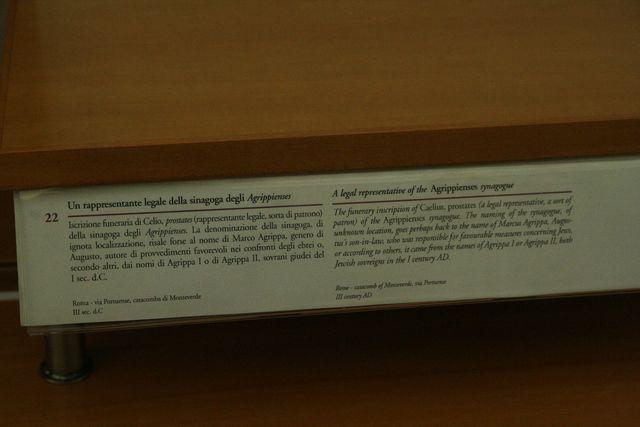 22
Un rappresentante legale della sinagoga degli Agrippienses
Iscrizione funeraria di Celio, prostates (rappresentante legale, sorta di patrono)
della sinagoga degli Agrippienses. La denominazione della sinagoga, di
ignota localizzazione, risale forse al nome di Marco Agrippa, genero di
Augusto, autore di provvedimenti favorevoli nei confronti degli ebrei o,
secondo altri, dai nomi di Agrippa I o di Agrippa II, sovrani giudei del
I sec. d.C.
Roma - via Portuense, catacomba di Monteverde
III sec. d.C
A legal representative of the Agrippienses synagogue
The funerary inscription of Caelius, prostates (a legal representative, a sort of
patron) of the Agrippienses synagogue. The naming of the synagogue, of
unknown location, goes perhaps back to the name of Marcus Agrippa, Augus-
tus's son-in-law, who was responsible for favourable measures concerning Jews,
or according to others, it came from the names of Agrippa I or Agrippa II, both
Jewish sovreigns in the I century AD.
Rome - catacomb of Monteverde, via Portuense
III century AD